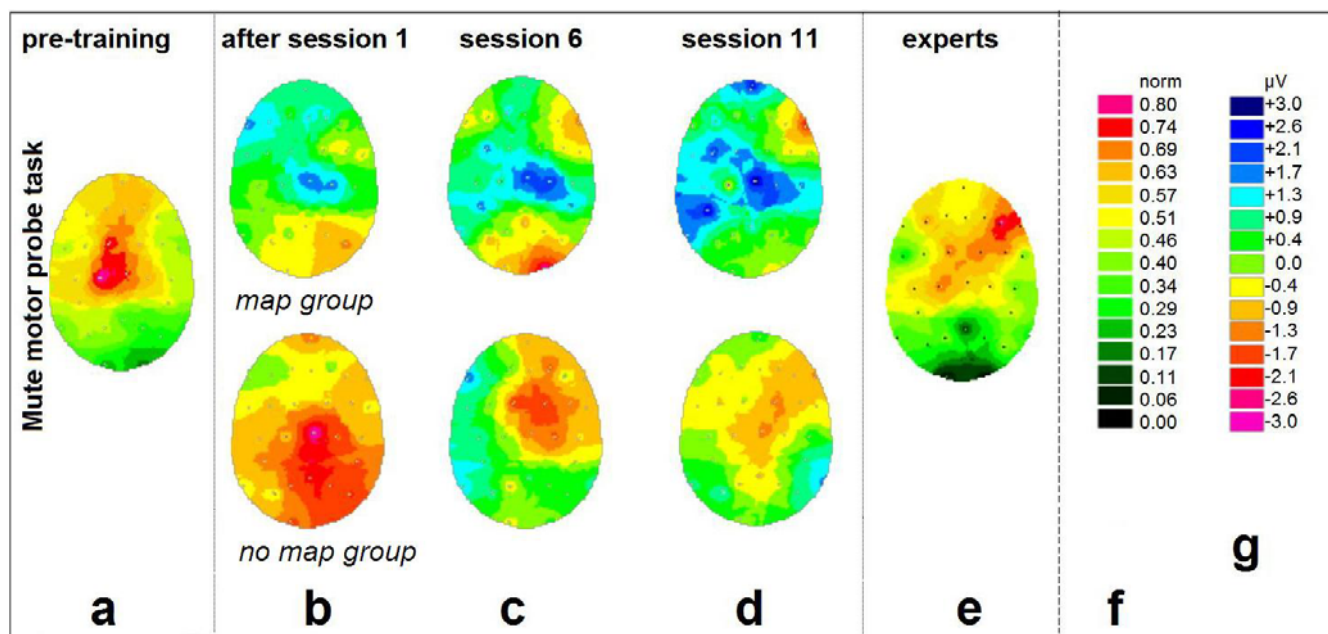 pre-training
after session 1
session 6
session 11
experts
Mute motor probe task
map group
no map group
norm
0.80
0.74
0.69
0.63
0.57
0.51
0.46
0.40
0.34
0.29
0.23
0.17
0.11
0.06
0.00
µV
+3.0
+2.6
+2.1
+1.7
+1.3
+0.9
+0.4
0.0
-0.4
-0.9
-1.3
-1.7
-2.1
-2.6
-3.0
a
b
c
d
e
f
g